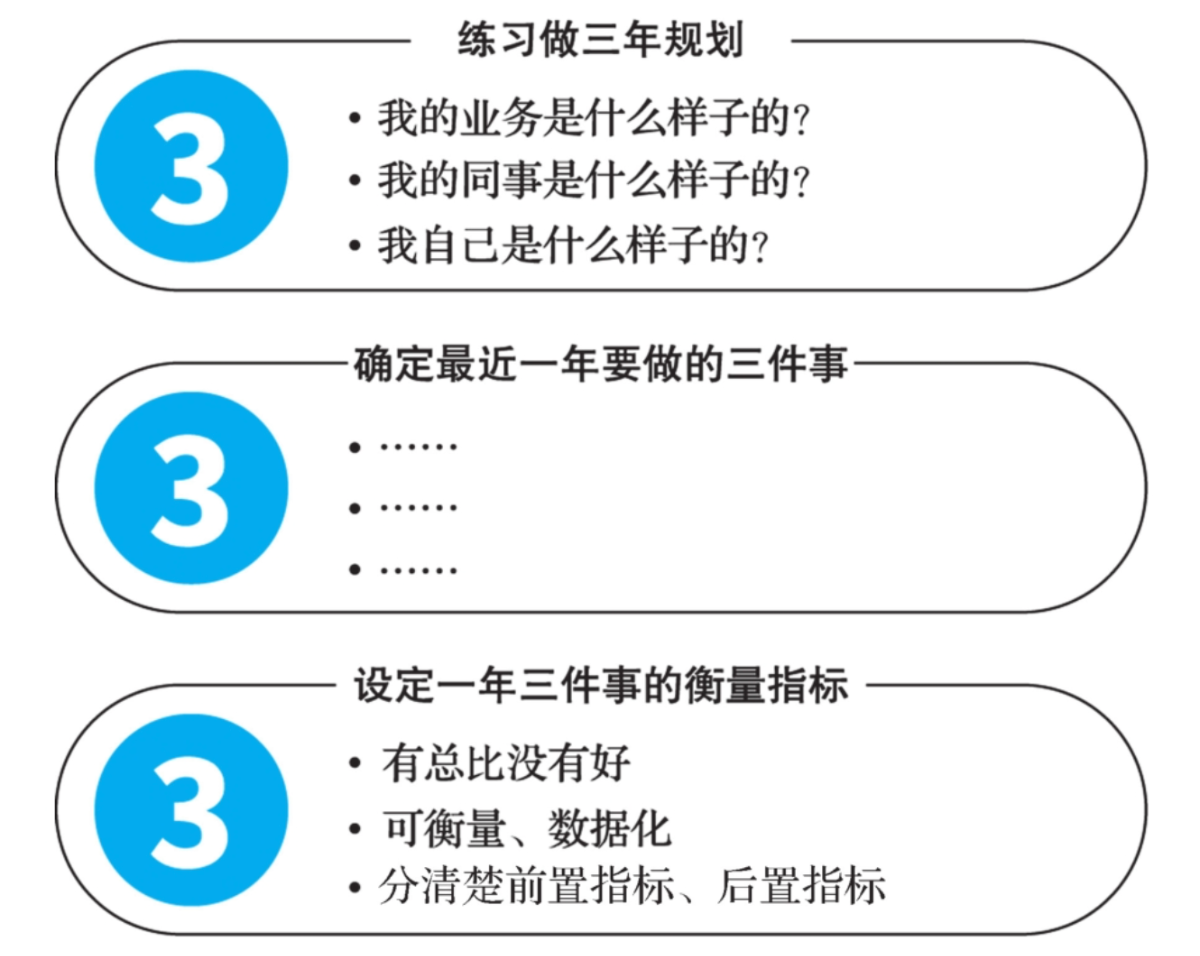 练习做三年规划
3
• 我的业务是什么样子的？
• 我的同事是什么样子的？
• 我自己是什么样子的？
确定最近一年要做的三件事
3
• ……
• ……
• ……
设定一年三件事的衡量指标
3
• 有总比没有好
• 可衡量、数据化
• 分清楚前置指标、后置指标